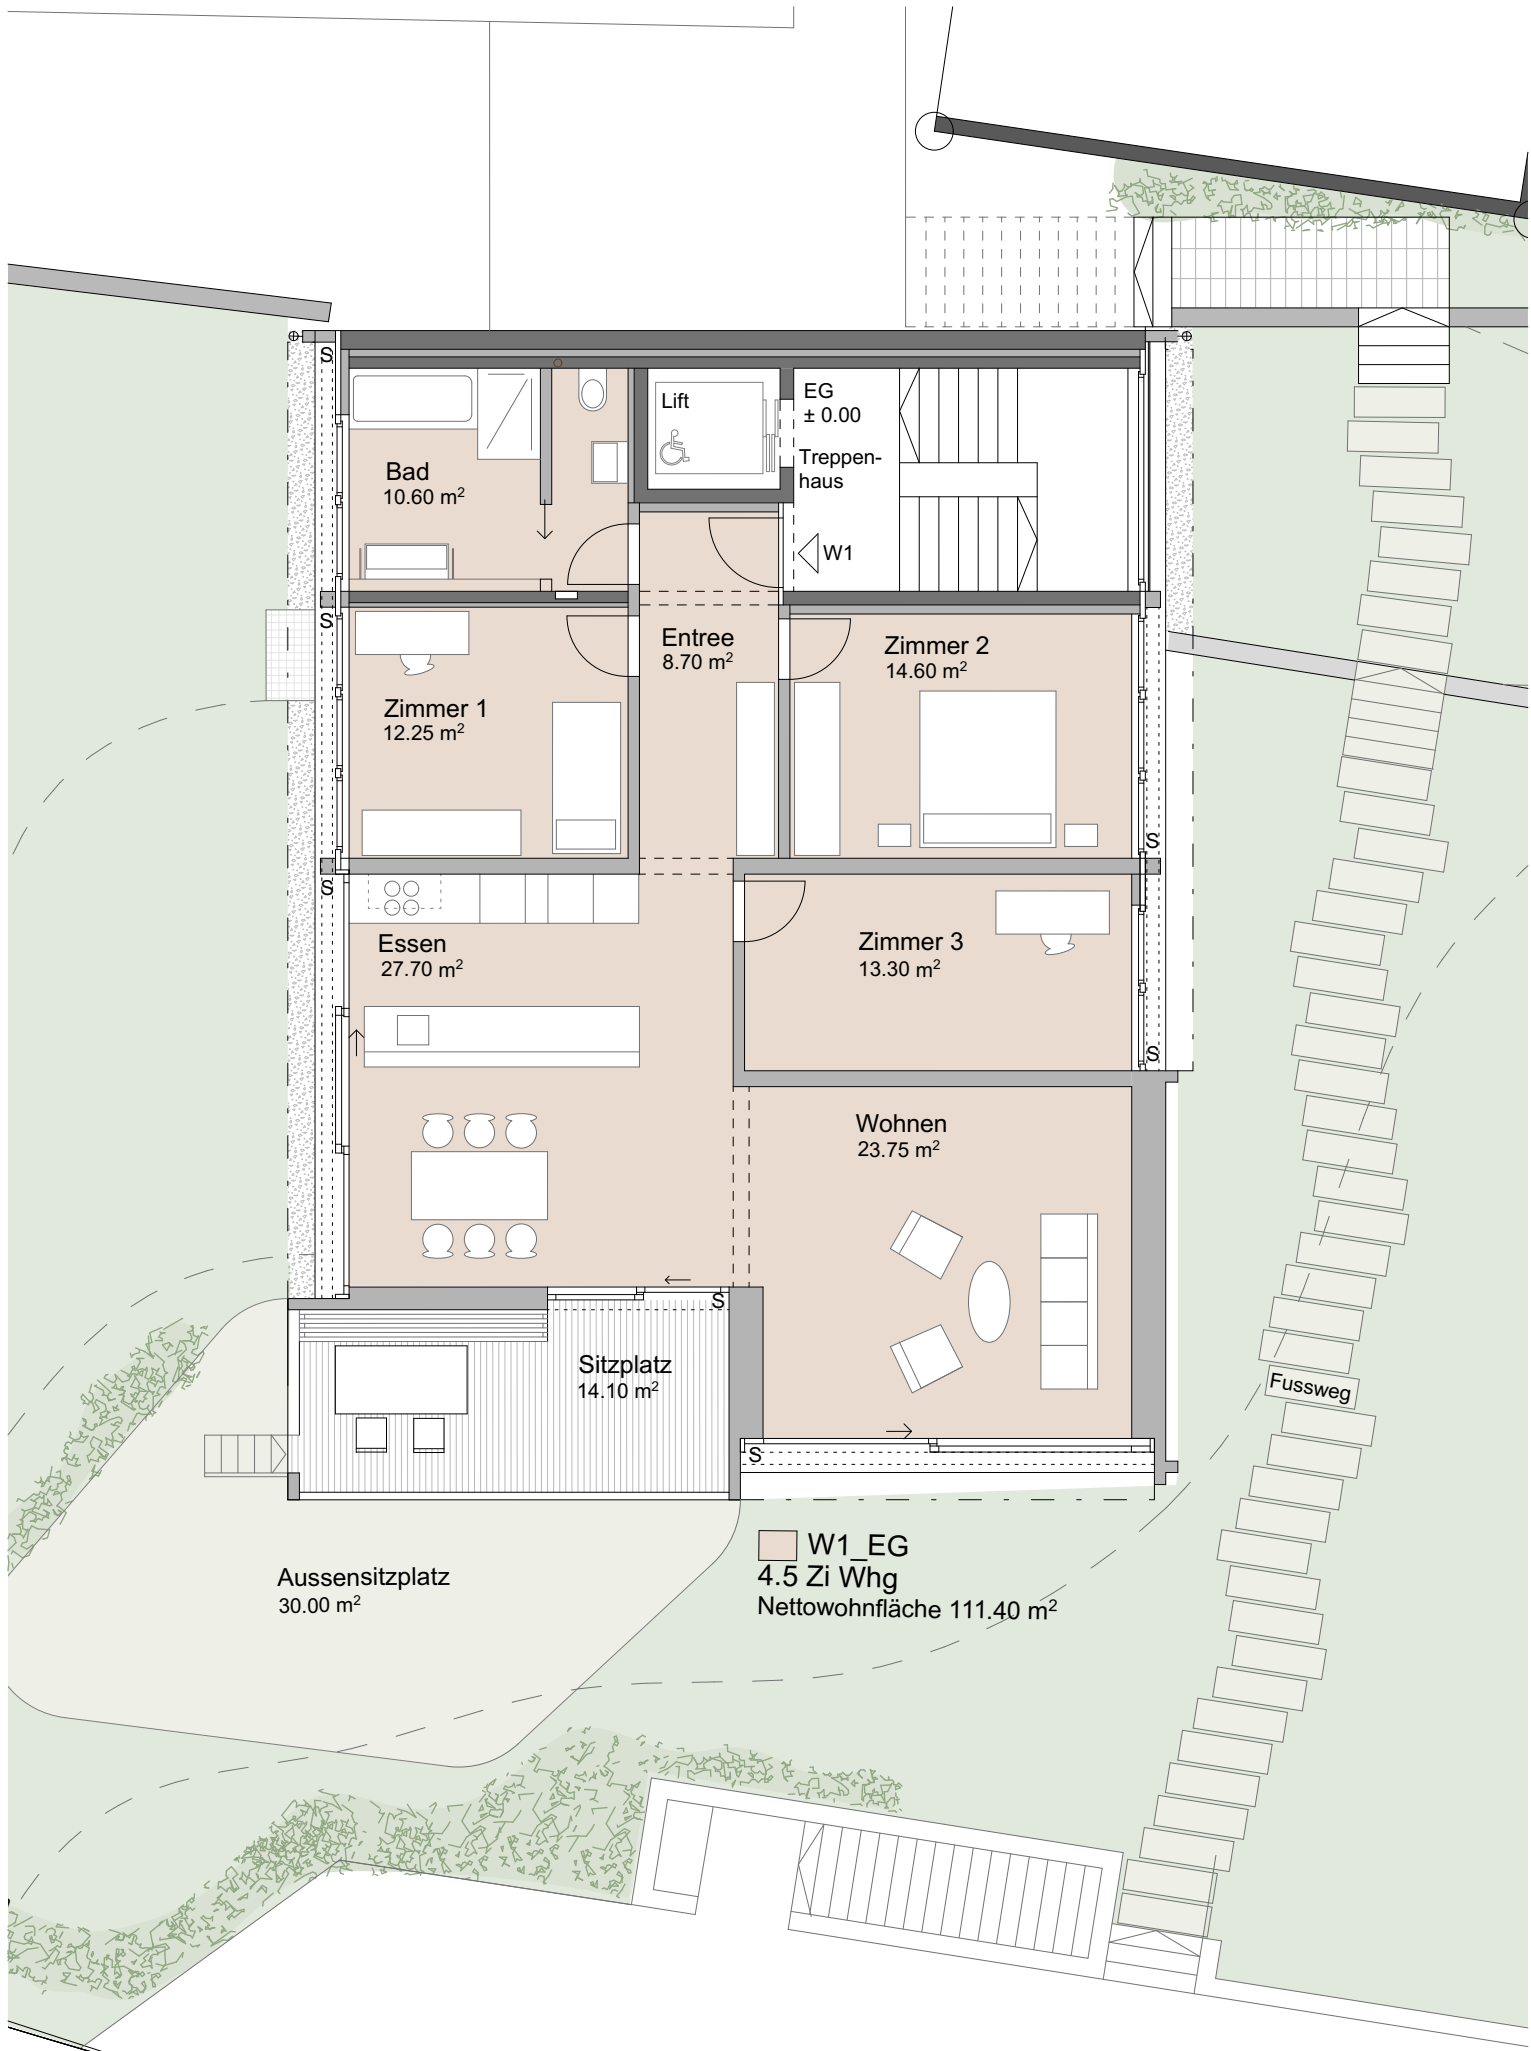 S
Lift
EG
± 0.00
Treppen-
haus
Bad
10.60 m²
W1
S
Entree
8.70 m²
Zimmer 2
14.60 m²
Zimmer 1
12.25 m²
S
S
Essen
27.70 m²
Zimmer 3
13.30 m²
S
Wohnen
23.75 m²
S
Sitzplatz
14.10 m²
Fussweg
S
W1_EG
4.5 Zi Whg
Nettowohnfläche 111.40 m²
Aussensitzplatz
30.00 m²